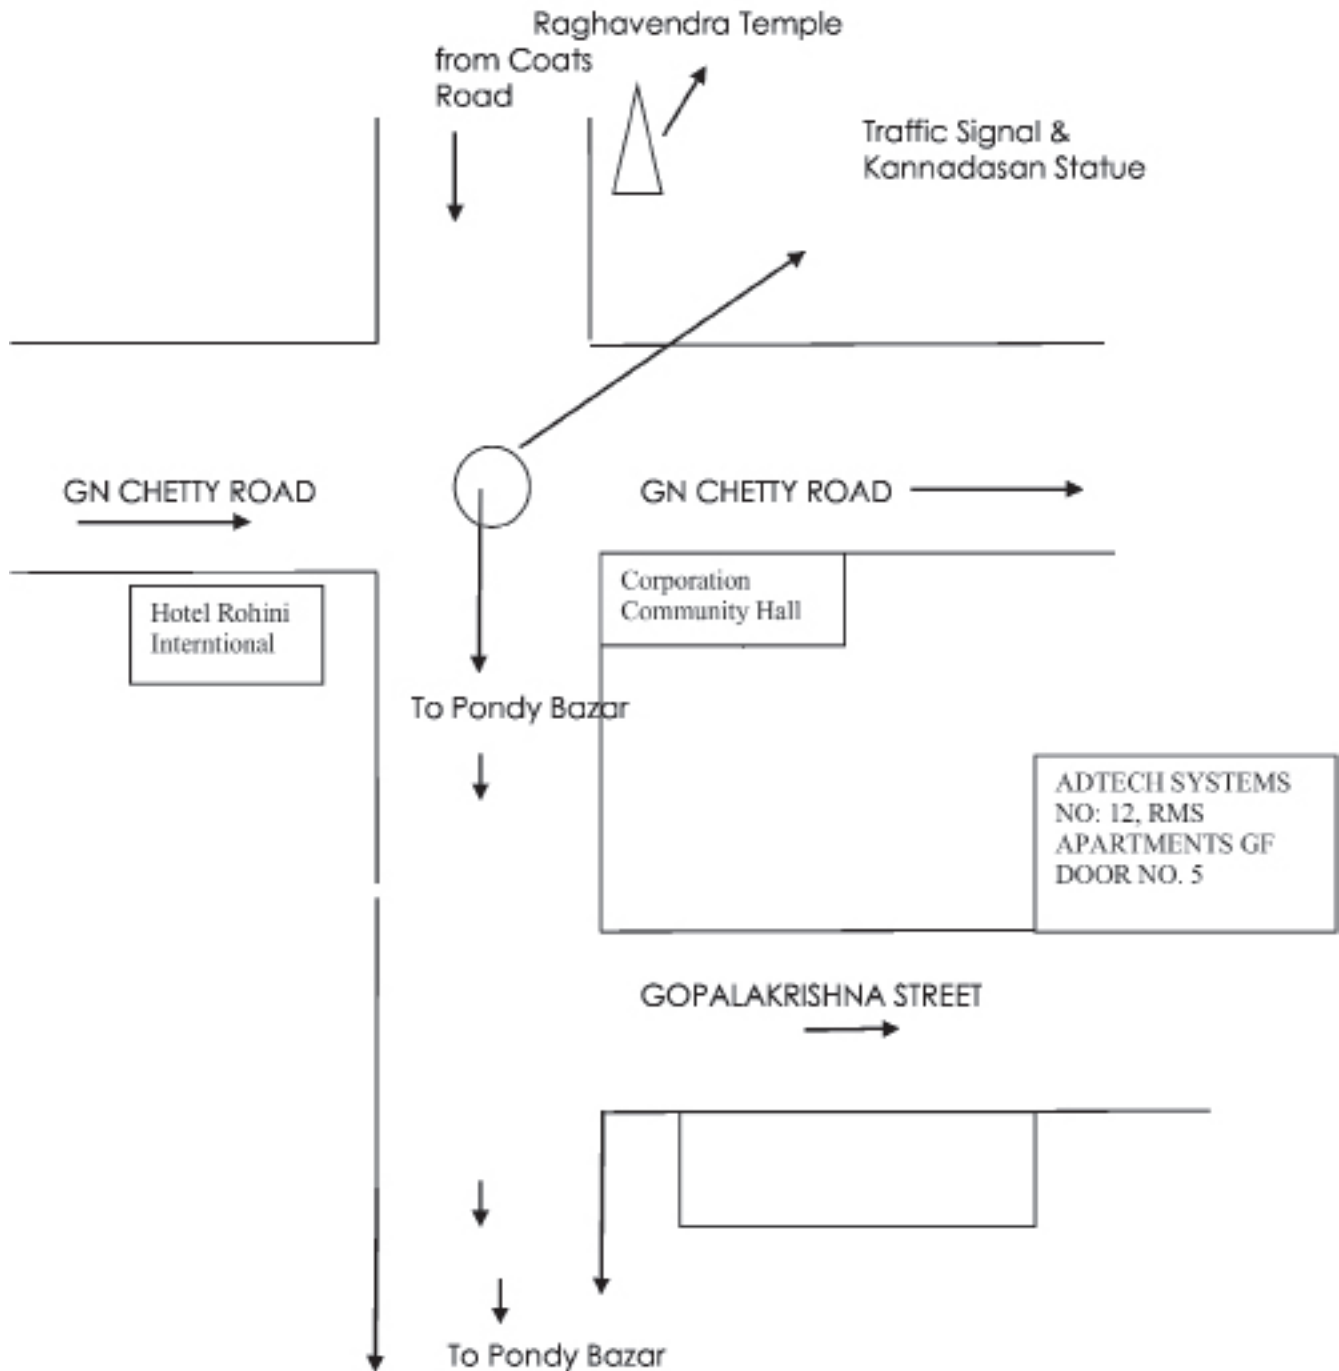 Raghavendra Temple
from Coats
Road
Traffic Signal &
Kannadasan Statue
GN CHETTY ROAD
GN CHETTY ROAD
Hotel Rohini
Interntional
Corporation
Community Hall
To Pondy Bazar
ADTECH SYSTEMS
NO: 12, RMS
APARTMENTS GF
DOOR NO. 5
GOPALAKRISHNA STREET
To Pondy Bazar